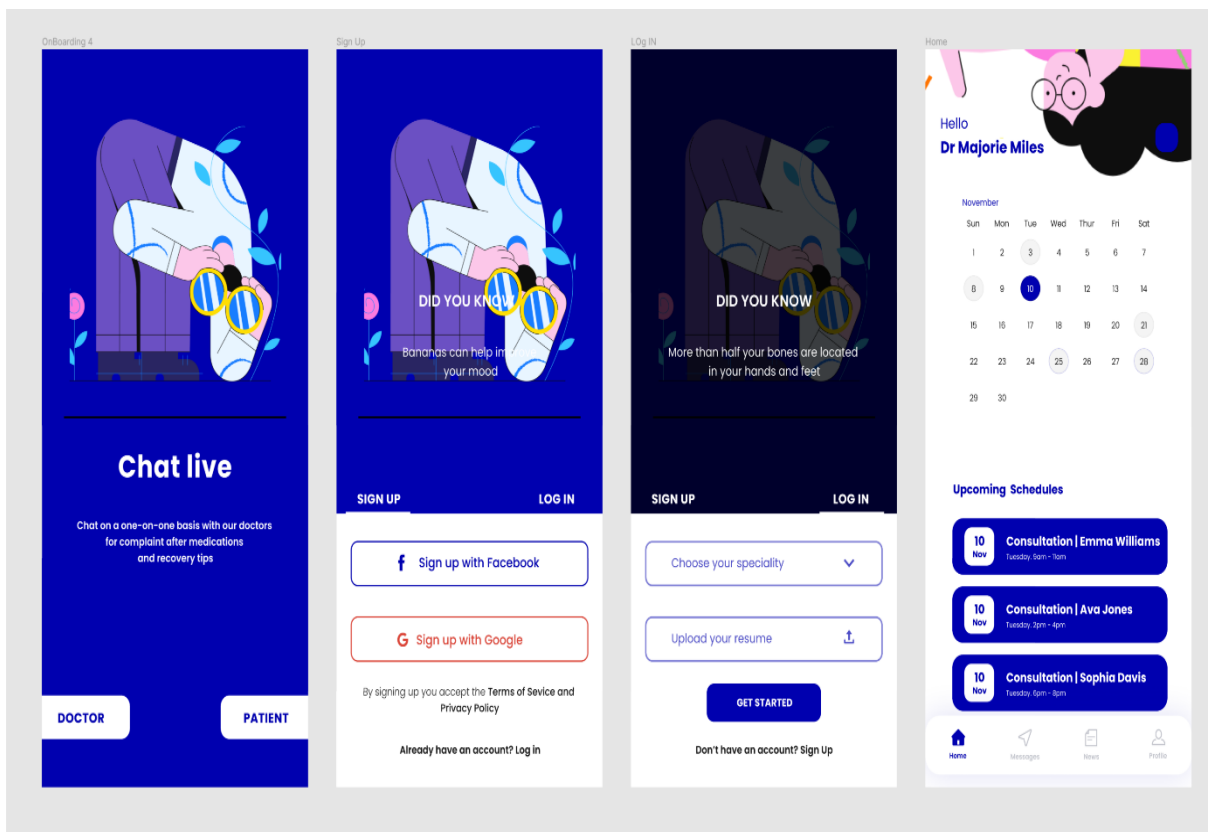 OnBoarding 4
Chat live
Chat on a one-on-one basis with our doctors
for complaint after medications
and recovery tips
DOCTOR
PATIENT
Sign Up
DID YOU KNOW
Bananas can help im
your mood
SIGN UP
LOG IN
f Sign up with Facebook
G Sign up with Google
By signing up you accept the Terms of Sevice and
Privacy Policy
Already have an account? Log in
LOg IN
DID YOU KNOW
More than half your bones are located
in your hands and feet
SIGN UP
LOG IN
Choose your speciality
Upload your resume
GET STARTED
Don't have an account? Sign Up
Home
Hello
Dr Majorie Miles
November
Sun Mon Tue Wed Thur Fri Sat
1 2 3 4 5 6 7
8 9 10 11 12 13 14
15 16 17 18 19 20 21
22 23 24 25 26 27 28
29 30
Upcoming Schedules
10
Nov
Consultation | Emma Williams
Tuesday. 9am - 11am
10
Nov
Consultation | Ava Jones
Tuesday. 2pm - 4pm
10
Nov
Consultation | Sophia Davis
Tuesday. 6pm - 8pm
Home
Messages
News
Profile